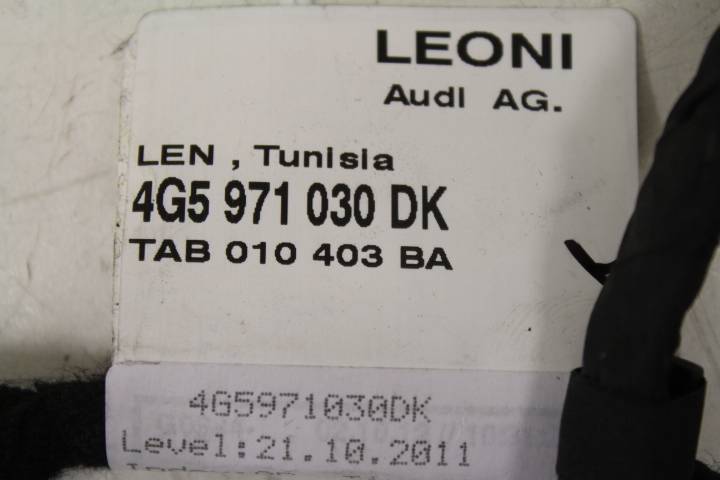 LEONI
Audi AG.
LEN , Tunisia
4G5 971 030 DK
TAB 010 403 BA
4G5971030DK
Level:21.10.2011